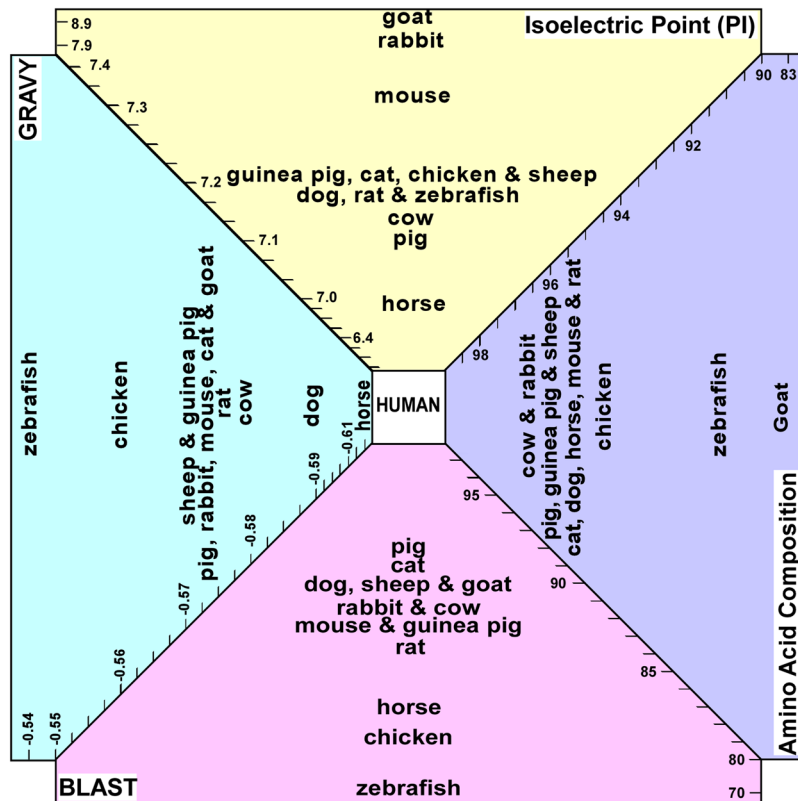 goat
Isoelectric Point (PI)
rabbit
8.9
7.9
7.4
7.3
7.2
7.1
7.0
6.4
mouse
guinea pig, cat, chicken & sheep
dog, rat & zebrafish
cow
pig
horse
90 83
92
94
96
98
GRAVY
zebrafish
chicken
sheep & guinea pig
pig, rabbit, mouse, cat & goat
rat
cow
dog
horse
HUMAN
cow & rabbit
pig, guinea pig & sheep
cat, dog, horse, mouse & rat
chicken
zebrafish
Goat
Amino Acid Composition
-0.61
-0.59
-0.58
-0.57
-0.56
-0.55
-0.54
95
90
85
80
70
pig
cat
dog, sheep & goat
rabbit & cow
mouse & guinea pig
rat
horse
chicken
zebrafish
BLAST